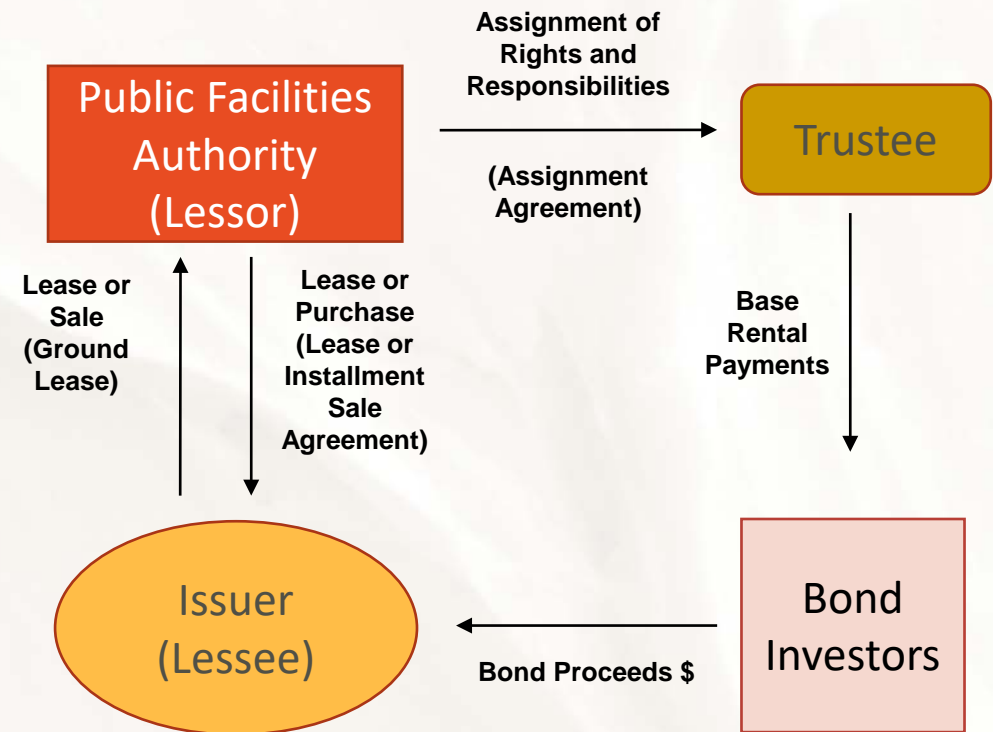 Assignment of
Rights and
Responsibilities
Public Facilities
Authority
(Lessor)
Trustee
(Assignment
Agreement)
Lease or
Sale
(Ground
Lease)
Lease or
Purchase
(Lease or
Installment
Sale
Agreement)
Base
Rental
Payments
Issuer
(Lessee)
Bond
Investors
Bond Proceeds $